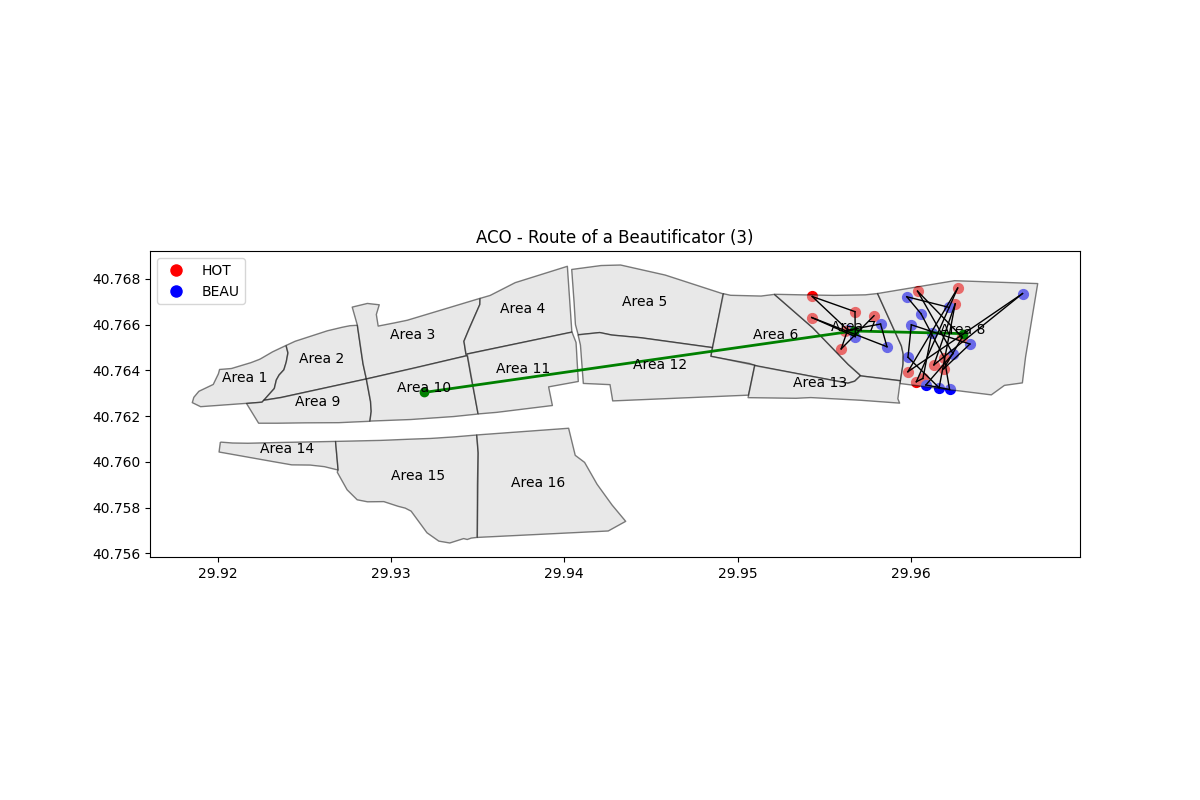 ACO - Route of a Beautificator (3)
HOT
BEAU
40.768
40.766
40.764
40.762
40.760
40.758
40.756
Area 1
Area 2
Area 3
Area 4
Area 5
Area 6
Area
Area 8
Area 9
Area 10
Area 11
Area 12
Area 13
Area 14
Area 15
Area 16
29.92
29.93
29.94
29.95
29.96